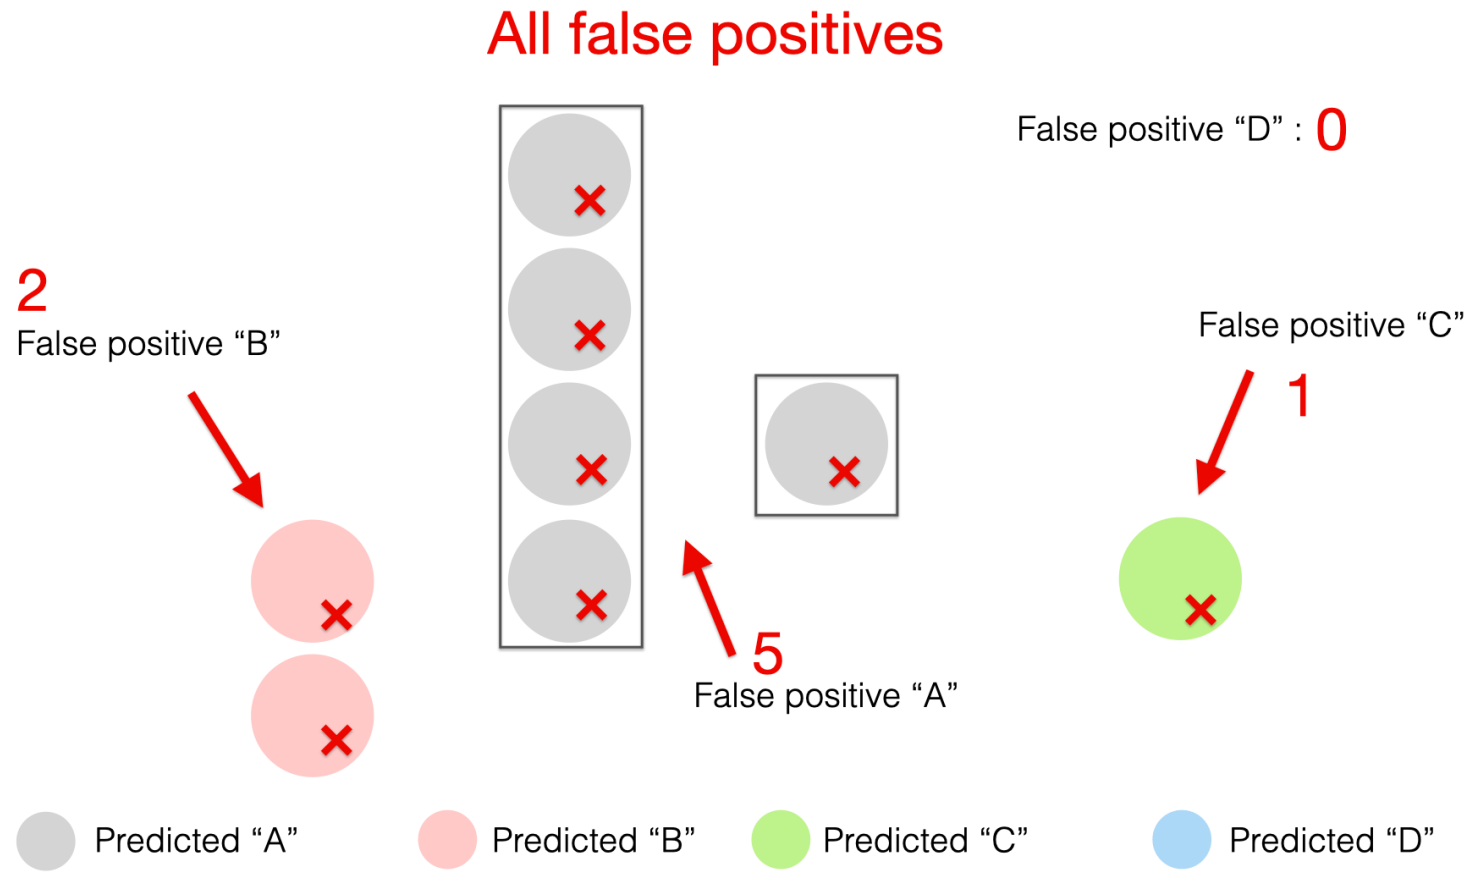 All false positives
False positive “D” : 0
2
False positive “B”
False positive “C”
1
5
False positive “A”
Predicted “A”
Predicted “B”
Predicted “C”
Predicted “D”